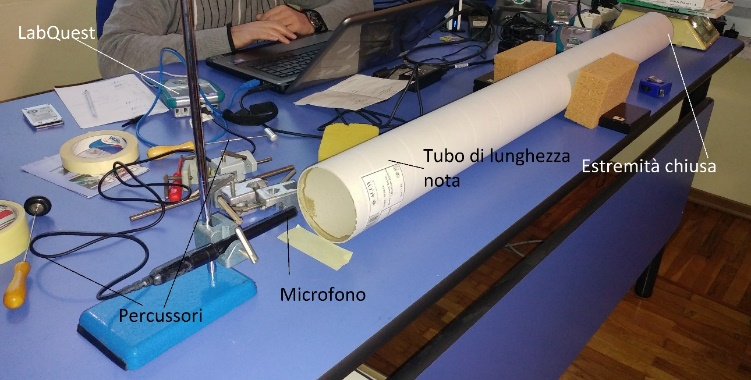 LabQuest
Tubo di lunghezza
nota
Estremità chiusa
Microfono
Percussori